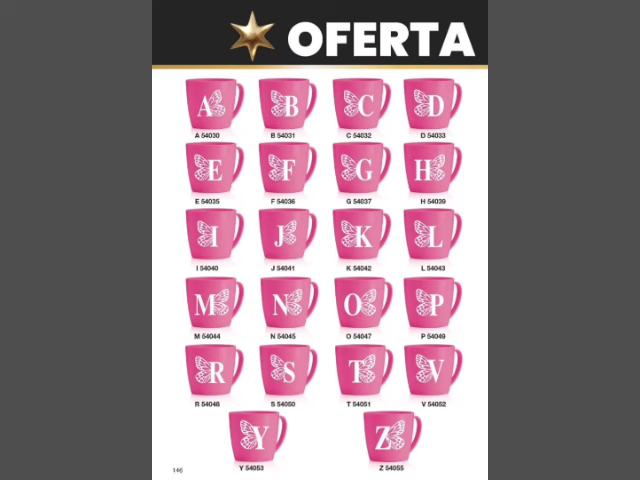 OFERTA
A B C D
A 54030 B 54031 C 54032 D 54033
E F G H
E 54035 F 54036 G 54037 H 54039
I J K L
I 54040 J 54041 K 54042 L 54043
M N O P
M 54044 N 54045 O 54047 P 54049
R S T V
R 54048 S 54050 T 54051 V 54052
Y Z
Y 54053 Z 54055
146